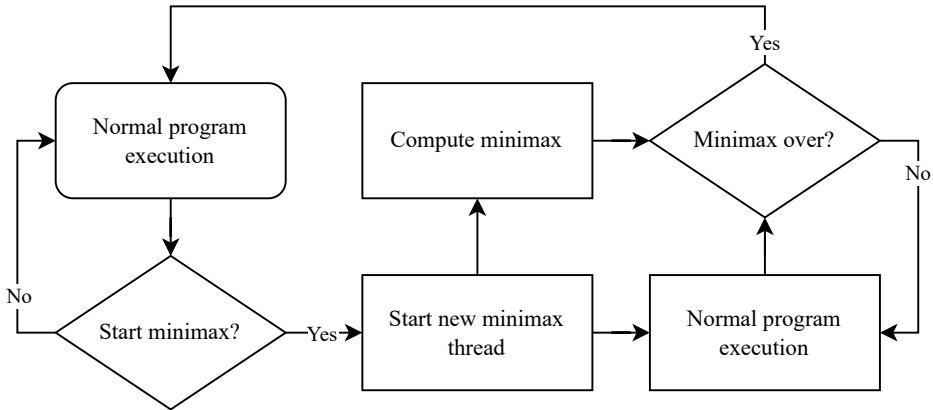 Yes
Normal program
execution
Compute minimax
Minimax over?
No
No
Start minimax?
Yes
Start new minimax
thread
Normal program
execution